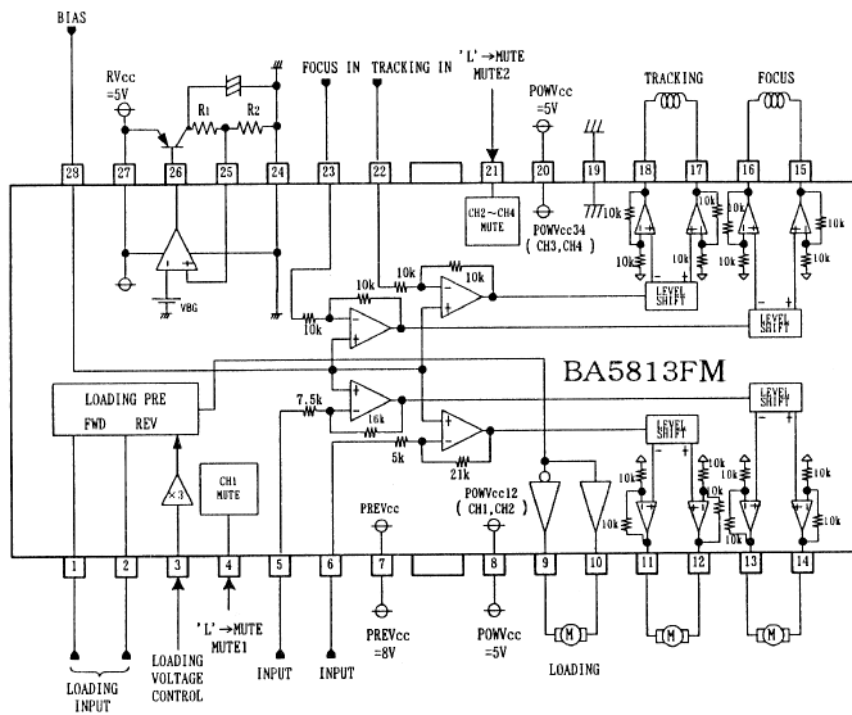 BIAS
RVcc
=5V
R1
R2
FOCUS IN TRACKING IN
'L'→MUTE
MUTE2
POWVcc
=5V
TRACKING
FOCUS
28
27
26
25
24
23
22
21
20
19
18
17
16
15
CH2~CH4
MUTE
POWVcc34
( CH3, CH4 )
10k
10k
10k
10k
10k
10k
10k
10k
VBG
10k
10k
10k
10k
LEVEL
SHIFT
LEVEL
SHIFT
BA5813FM
LOADING PRE
FWD REV
7.5k
16k
5k
21k
LEVEL
SHIFT
LEVEL
SHIFT
×3
CH1
MUTE
PREVcc
POWVcc12
( CH1, CH2 )
10k
10k
10k
10k
10k
10k
10k
10k
1
2
3
4
5
6
7
8
9
10
11
12
13
14
'L'→MUTE
MUTE1
PREVcc
=8V
POWVcc
=5V
M
M
M
LOADING
INPUT
LOADING
VOLTAGE
CONTROL
INPUT
INPUT
LOADING